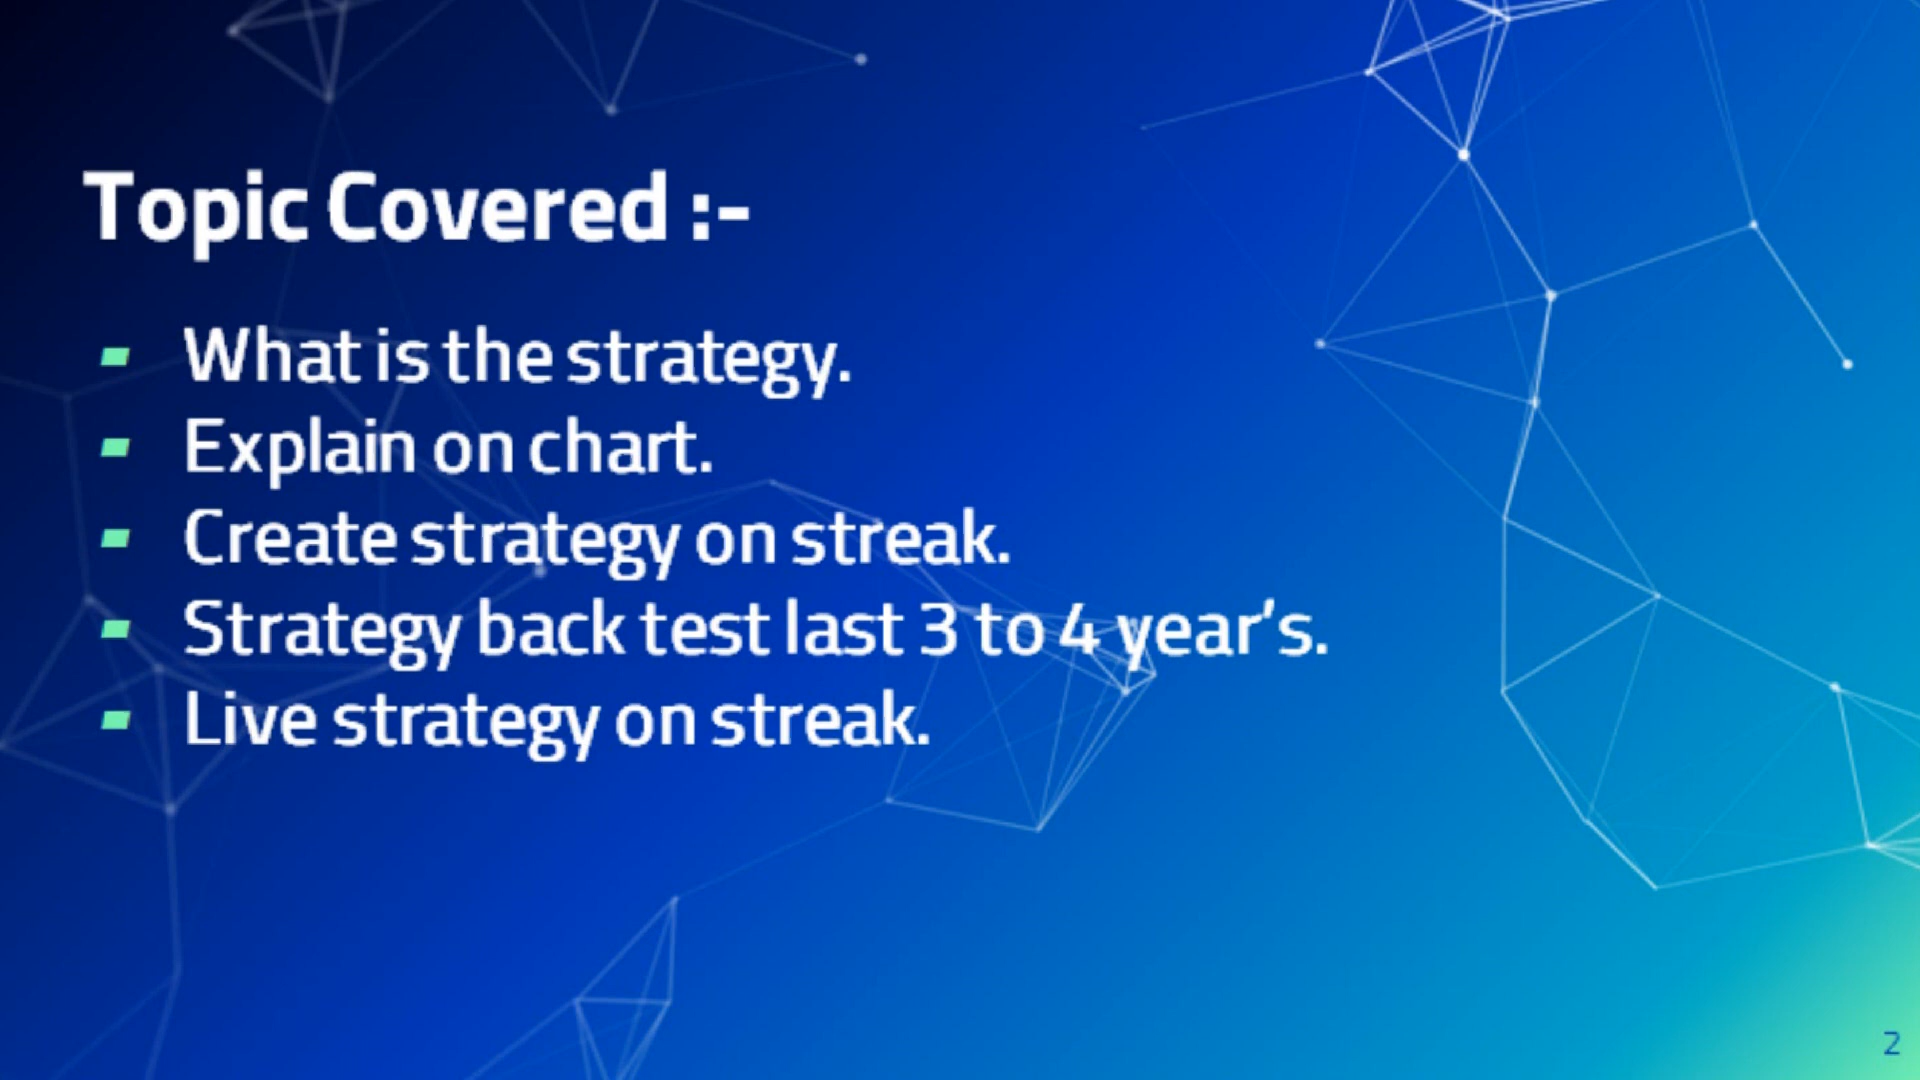 Topic Covered :-
What is the strategy.
Explain on chart.
Create strategy on streak.
Strategy back test last 3 to 4 year’s.
Live strategy on streak.
2